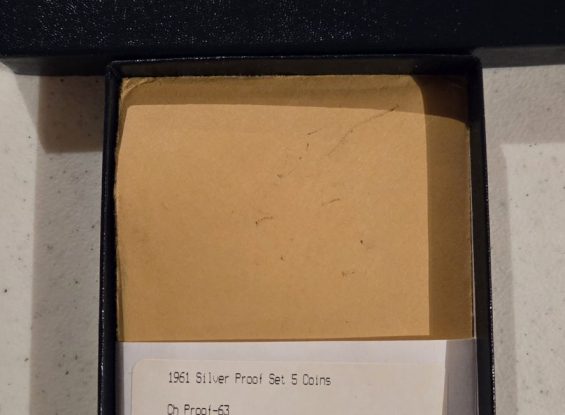 1961 Silver Proof Set 5 Coins
Ch Proof-63